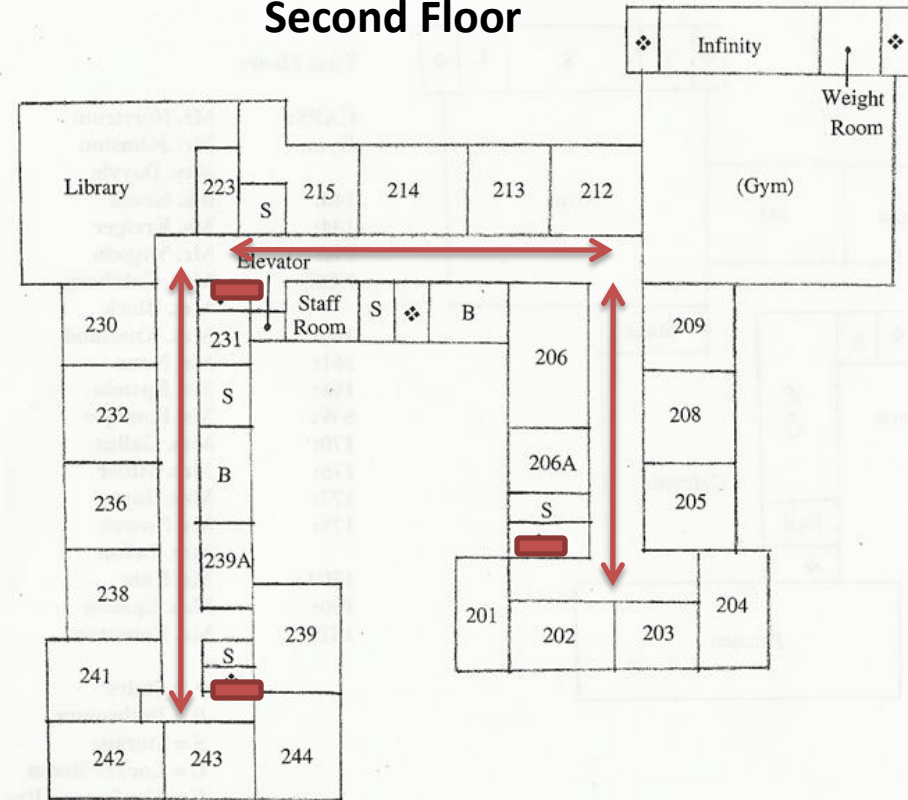 Second Floor
Infinity
Weight
Room
Library
223
S
215
214
213
212
(Gym)
Elevator
230
231
Staff
Room
S
B
206
209
232
S
208
B
206A
236
205
S
239A
238
201
202
203
204
239
S
241
242
243
244